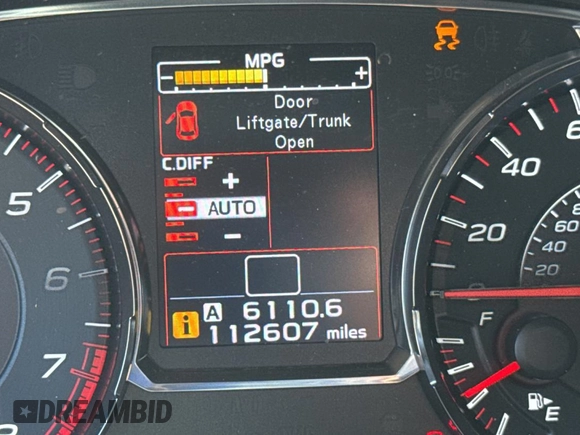 MPG
- +
Door
Liftgate/Trunk
Open
C.DIFF
+
- AUTO
-
A 6110.6
i 112607 miles
5
6
7
8
20
40
20
40
60
F
E
DREAMBID